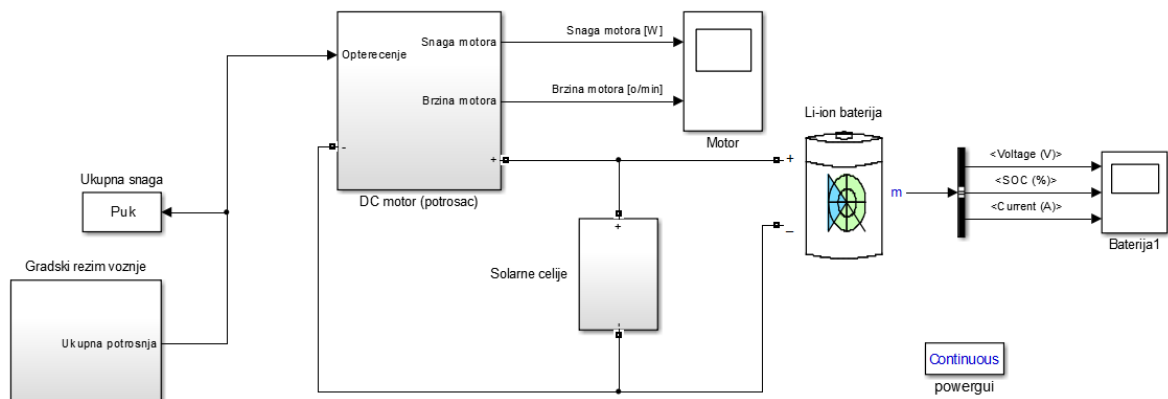 Opterecenje
Snaga motora
Brzina motora
-
+
DC motor (potrosac)
Snaga motora [W]
Brzina motora [o/min]
Motor
Ukupna snaga
Puk
Gradski rezim voznje
Ukupna potrosnja
Solarne celije
+
-
Li-ion baterija
+
_
m
<Voltage (V)>
<SOC (%)>
<Current (A)>
Baterija1
Continuous
powergui